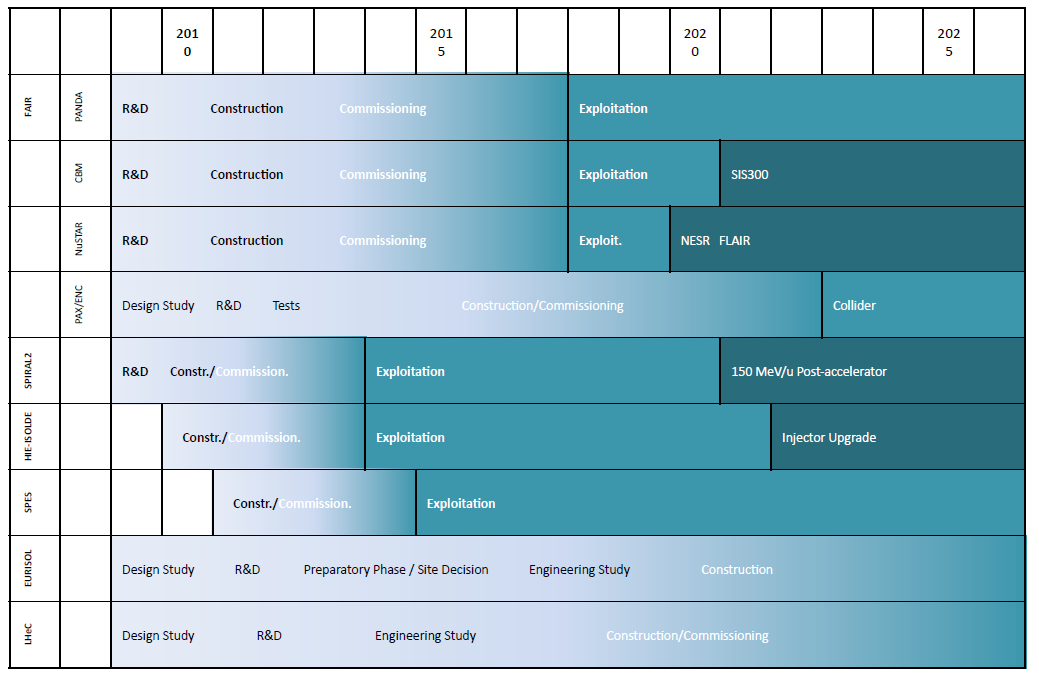 201 201 202 202
0 5 0 5
FAIR PANDA R&D Construction Commissioning Exploitation
CBM R&D Construction Commissioning Exploitation SIS300
NuSTAR R&D Construction Commissioning Exploit. NESR FLAIR
PAX/ENC Design Study R&D Tests Construction/Commissioning Collider
SPIRAL2 R&D Constr./Commission. Exploitation 150 MeV/u Post-accelerator
HIE-ISOLDE Constr./Commission. Exploitation Injector Upgrade
SPES Constr./Commission. Exploitation
EURISOL Design Study R&D Preparatory Phase / Site Decision Engineering Study Construction
LHeC Design Study R&D Engineering Study Construction/Commissioning